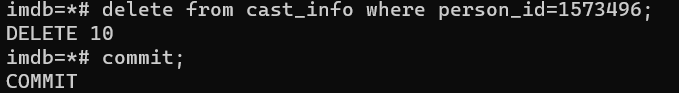 imdb=*# delete from cast_info where person_id=1573496;
DELETE 10
imdb=*# commit;
COMMIT